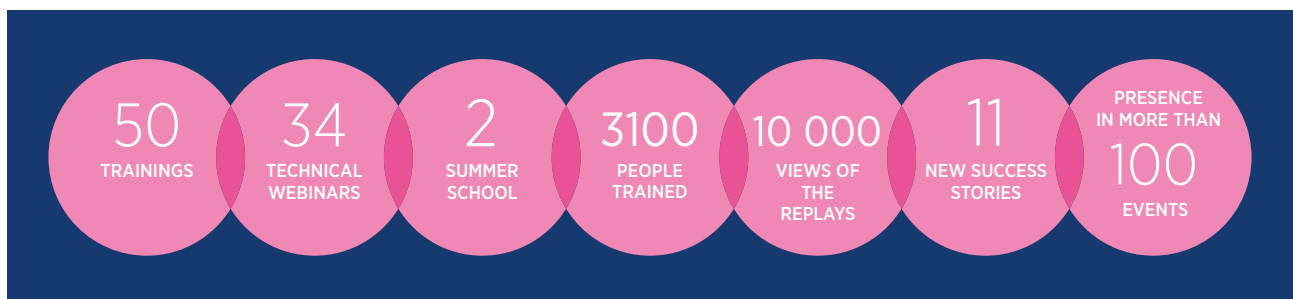 50
TRAININGS
34
TECHNICAL
WEBINARS
2
SUMMER
SCHOOL
3100
PEOPLE
TRAINED
10 000
VIEWS OF
THE
REPLAYS
11
NEW SUCCESS
STORIES
PRESENCE
IN MORE THAN
100
EVENTS